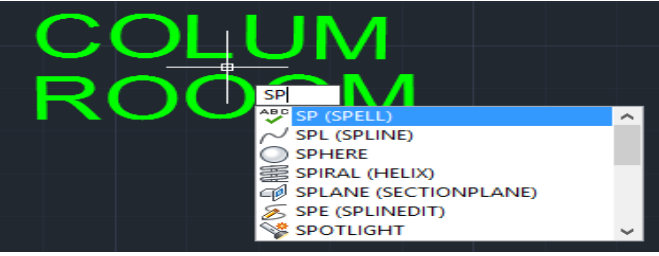 COLUM
ROOOM
SP
ABC
SP (SPELL)
SPL (SPLINE)
SPHERE
SPIRAL (HELIX)
SPLANE (SECTIONPLANE)
SPE (SPLINEDIT)
SPOTLIGHT